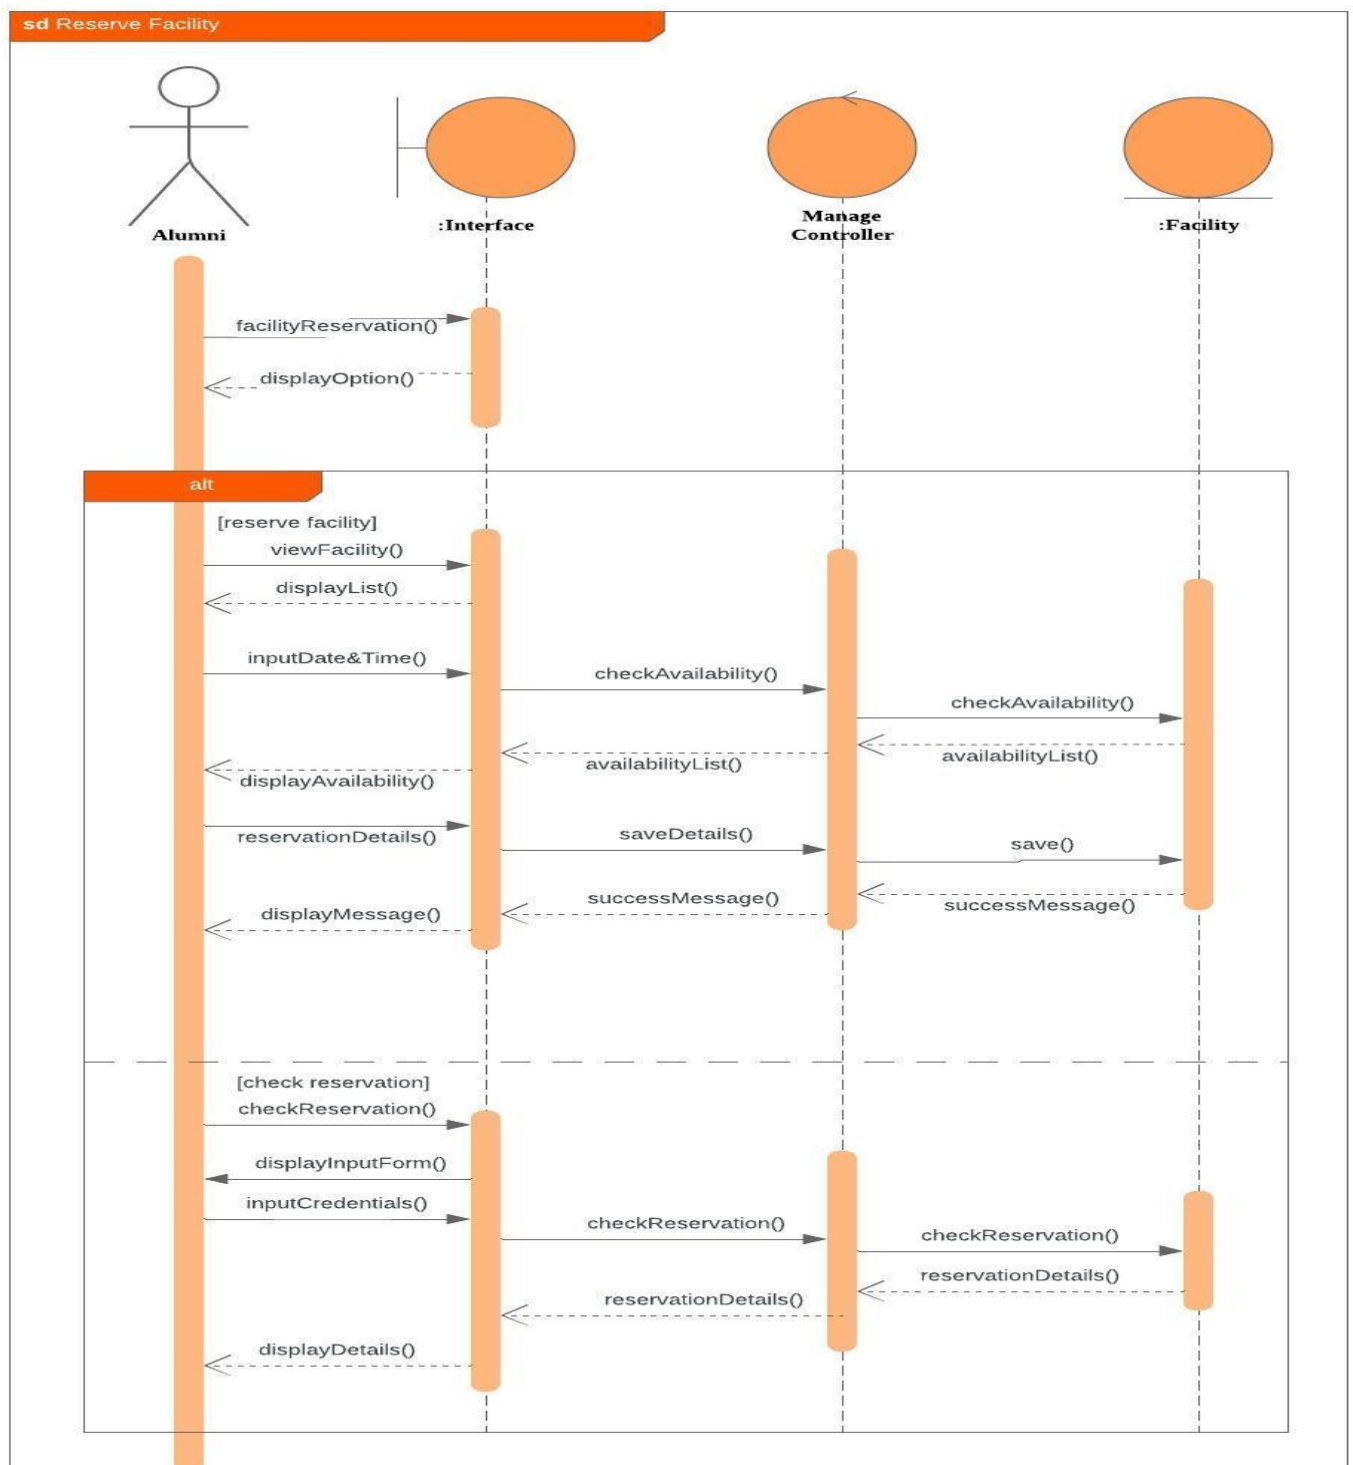 sd Reserve Facility
Alumni
:Interface
Manage
Controller
:Facility
facilityReservation()
displayOption()
alt
[reserve facility]
viewFacility()
displayList()
inputDate&Time()
checkAvailability()
checkAvailability()
availabilityList()
availabilityList()
displayAvailability()
reservationDetails()
saveDetails()
save()
successMessage()
successMessage()
displayMessage()
[check reservation]
checkReservation()
displayInputForm()
inputCredentials()
checkReservation()
checkReservation()
reservationDetails()
reservationDetails()
displayDetails()